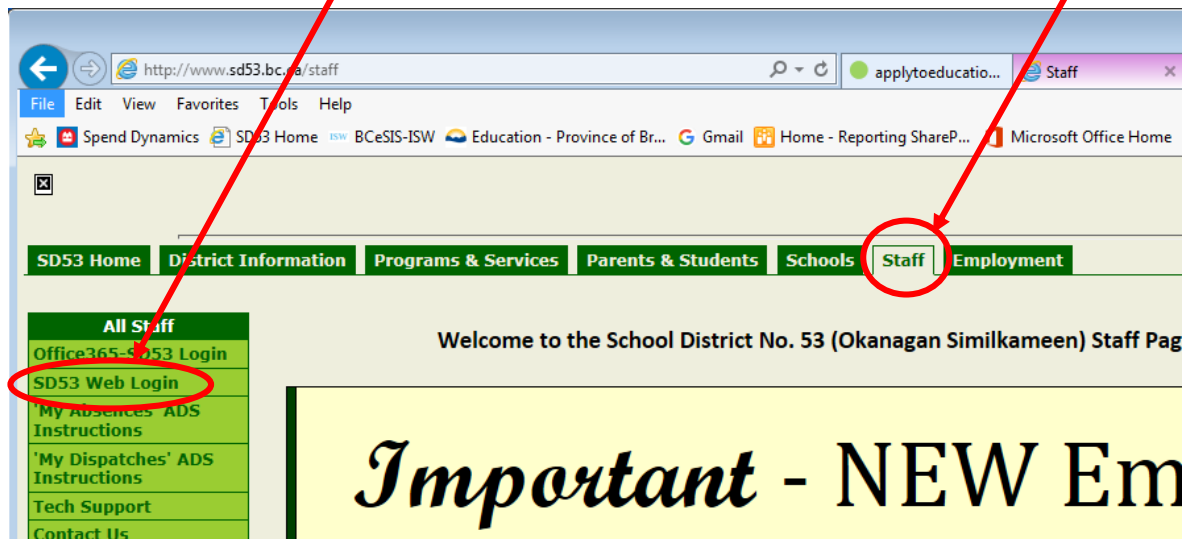 http://www.sd53.bc.ca/staff
applytoeducatio...
Staff
File Edit View Favorites Tools Help
Spend Dynamics SD53 Home ISW BCeSIS-ISW Education - Province of Br... Gmail Home - Reporting ShareP... Microsoft Office Home
SD53 Home District Information Programs & Services Parents & Students Schools Staff Employment
All Staff
Office365-SD53 Login
SD53 Web Login
'My Absences' ADS
Instructions
'My Dispatches' ADS
Instructions
Tech Support
Contact Us
Welcome to the School District No. 53 (Okanagan Similkameen) Staff Pag
Important - NEW Em